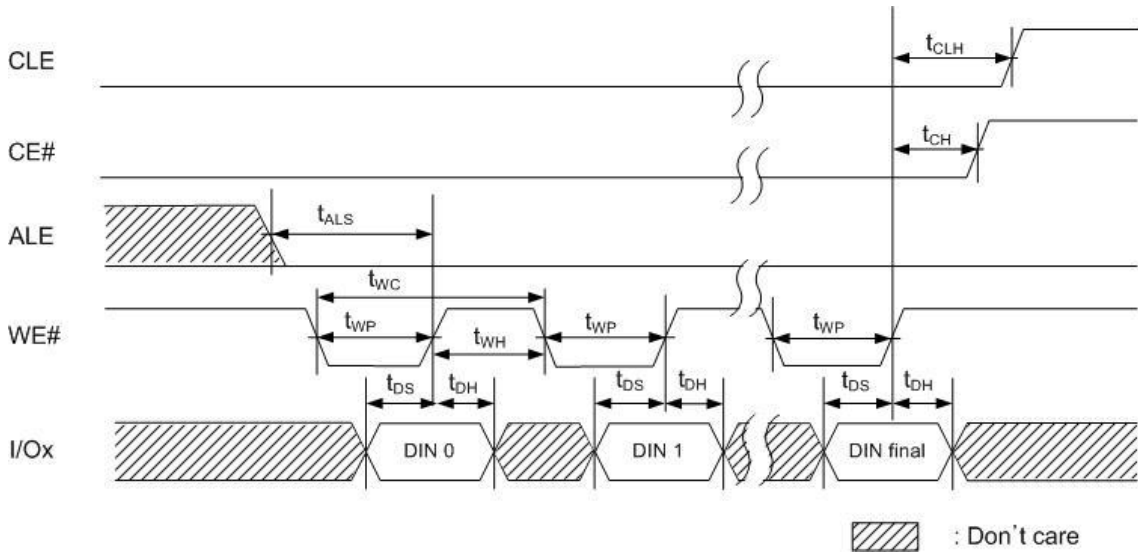 CLE
tCLH
CE#
tCH
ALE
tALS
tWC
WE#
tWP
tWH
tWP
tWP
tDS
tDH
tDS
tDH
tDS
tDH
I/Ox
DIN 0
DIN 1
DIN final
: Don`t care